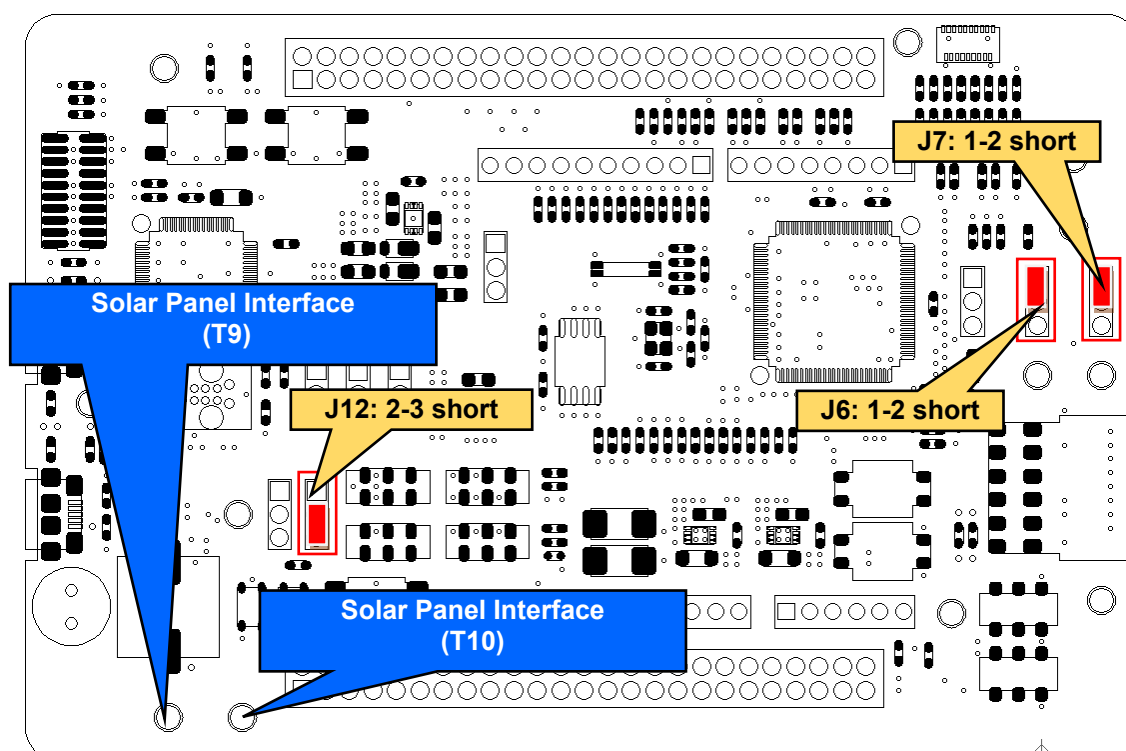 J7: 1-2 short
Solar Panel Interface
(T9)
J12: 2-3 short
J6: 1-2 short
Solar Panel Interface
(T10)